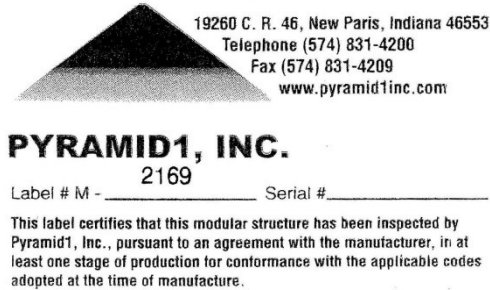 19260 C. R. 46, New Paris, Indiana 46553
Telephone (574) 831-4200
Fax (574) 831-4209
www.pyramid1inc.com
PYRAMID1, INC.
Label # M - 2169 Serial #
This label certifies that this modular structure has been inspected by
Pyramid1, Inc., pursuant to an agreement with the manufacturer, in at
least one stage of production for conformance with the applicable codes
adopted at the time of manufacture.